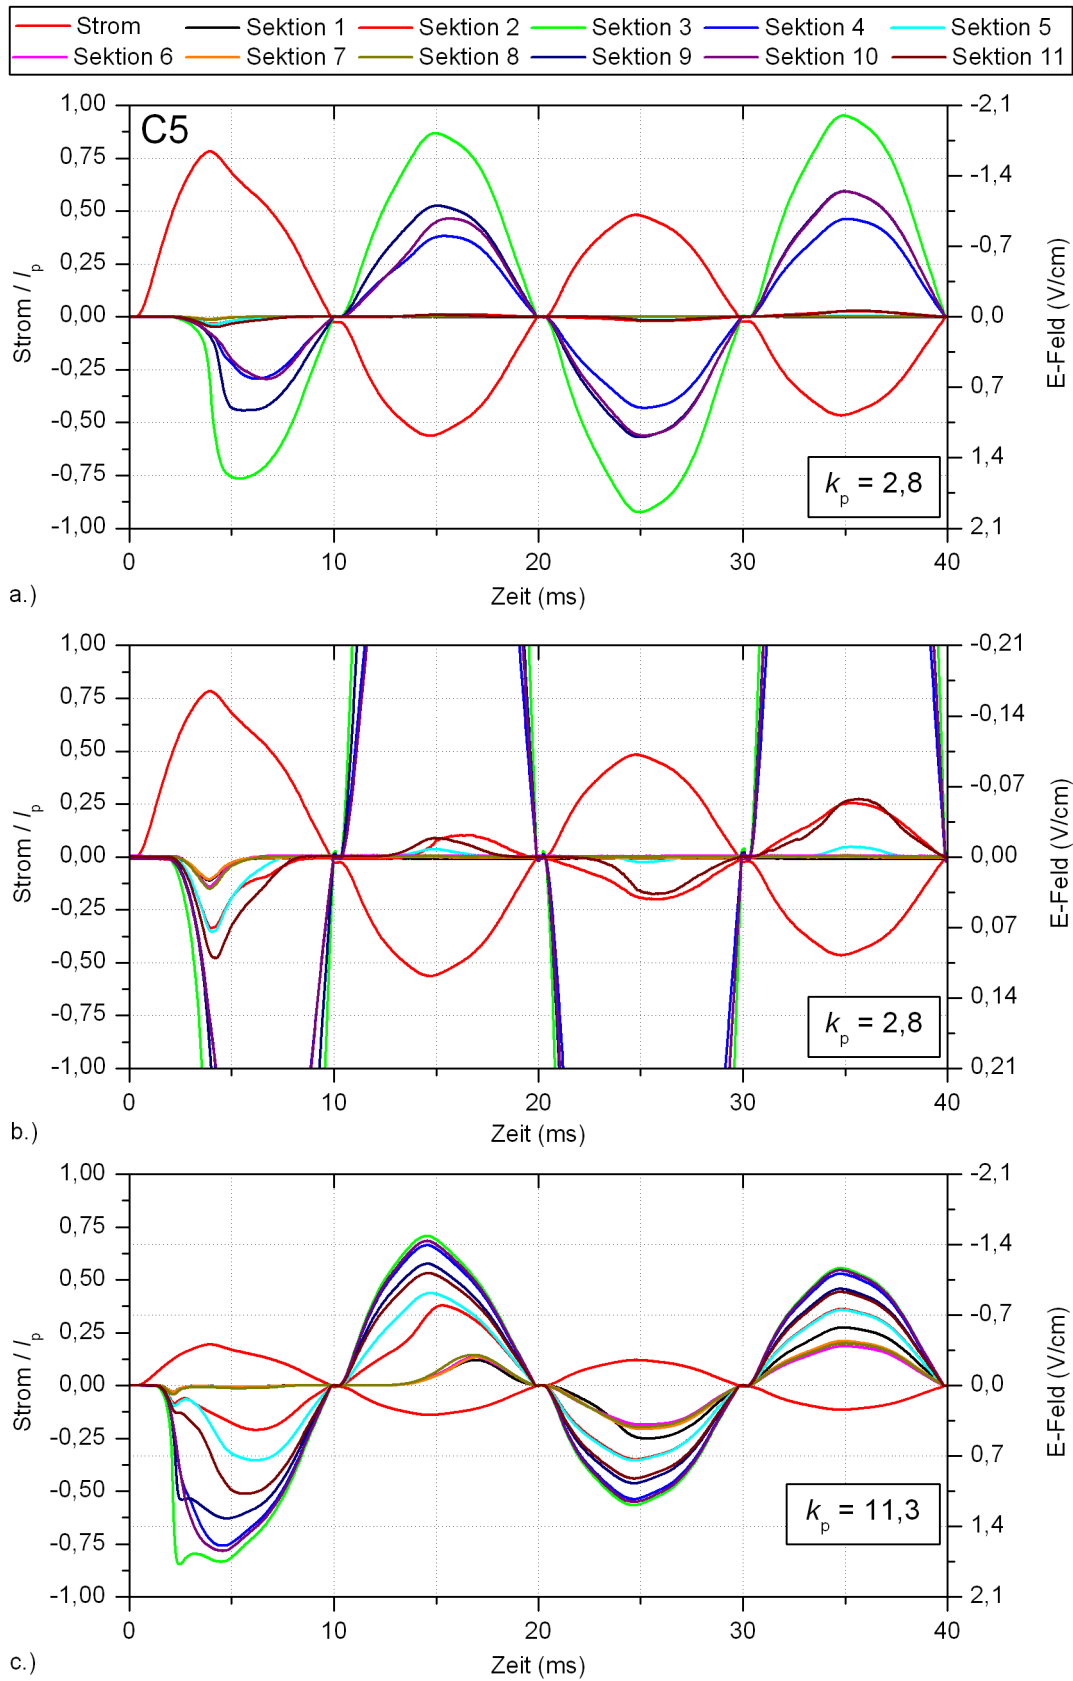 Strom Sektion 1 Sektion 2 Sektion 3 Sektion 4 Sektion 5
Sektion 6 Sektion 7 Sektion 8 Sektion 9 Sektion 10 Sektion 11
C5
1,00 -2,1
0,75
-1,4
0,50
-0,7
0,25
0,00 0,0
-0,25
0,7
-0,50
1,4
-0,75
-1,00 2,1
Strom / Ip
E-Feld (V/cm)
kp = 2,8
0 10 20 30 40
a.)
Zeit (ms)
1,00 -0,21
0,75
-0,14
0,50
-0,07
0,25
0,00 0,00
-0,25
0,07
-0,50
0,14
-0,75
-1,00 0,21
Strom / Ip
E-Feld (V/cm)
kp = 2,8
0 10 20 30 40
b.)
Zeit (ms)
1,00 -2,1
0,75
-1,4
0,50
-0,7
0,25
0,00 0,0
-0,25
0,7
-0,50
1,4
-0,75
-1,00 2,1
Strom / Ip
E-Feld (V/cm)
kp = 11,3
0 10 20 30 40
c.)
Zeit (ms)